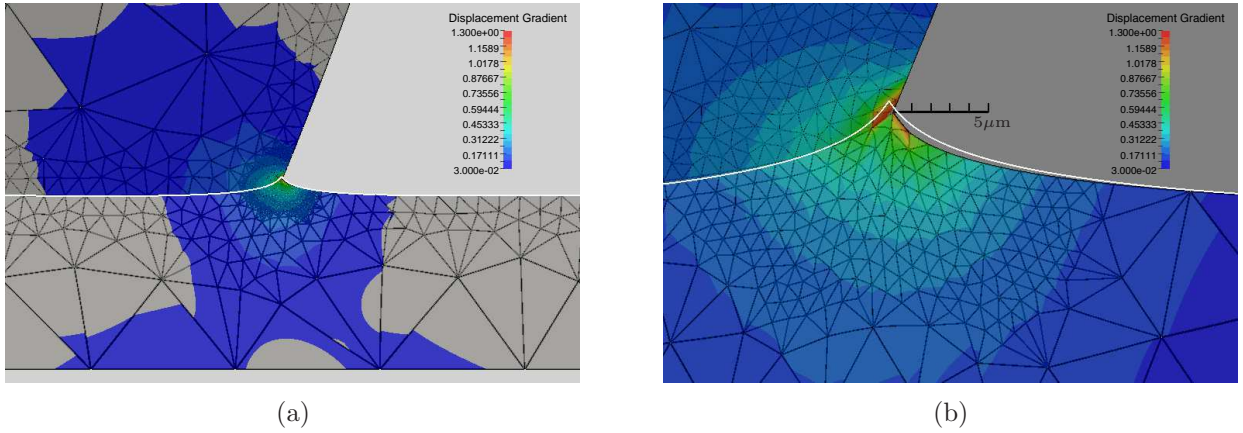 Displacement Gradient
1.300e+00
1.1589
1.0178
0.87667
0.73556
0.59444
0.45333
0.31222
0.17111
3.000e-02
(a)
Displacement Gradient
1.300e+00
1.1589
1.0178
0.87667
0.73556
0.59444
0.45333
0.31222
0.17111
3.000e-02
5μm
(b)